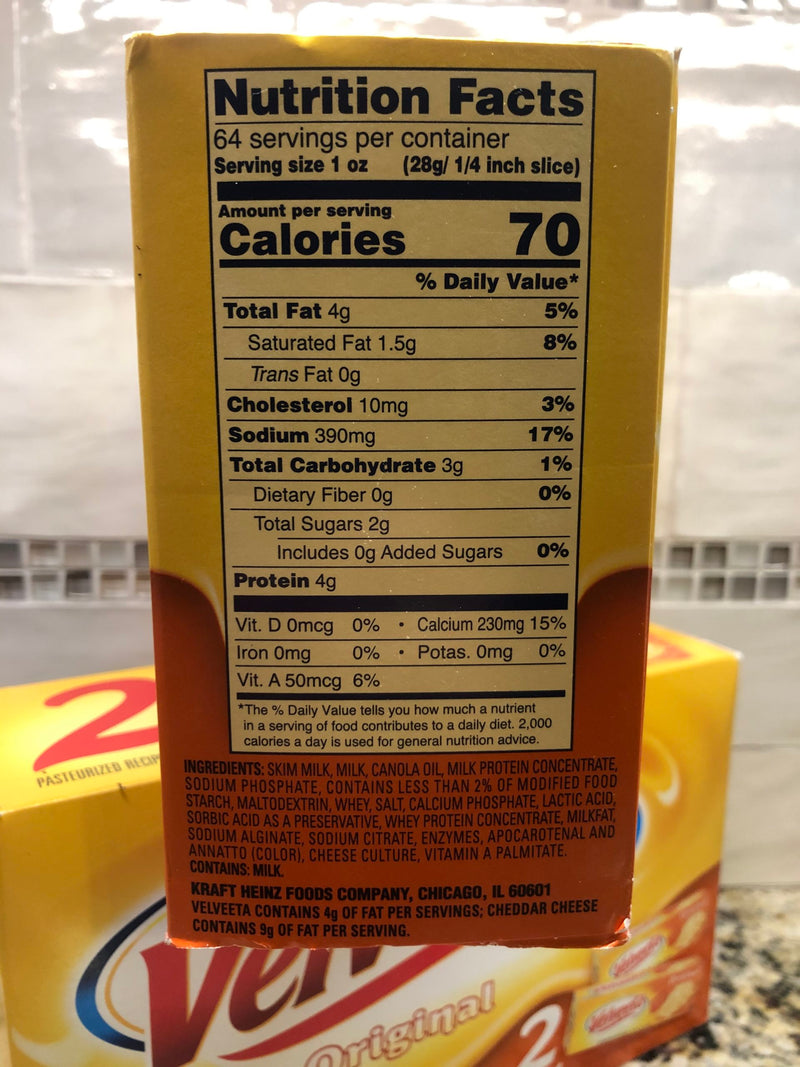 Nutrition Facts
64 servings per container
Serving size 1 oz (28g/ 1/4 inch slice)
Amount per serving
Calories 70
% Daily Value*
Total Fat 4g 5%
Saturated Fat 1.5g 8%
Trans Fat 0g
Cholesterol 10mg 3%
Sodium 390mg 17%
Total Carbohydrate 3g 1%
Dietary Fiber 0g 0%
Total Sugars 2g
Includes 0g Added Sugars 0%
Protein 4g
Vit. D 0mcg 0% • Calcium 230mg 15%
Iron 0mg 0% • Potas. 0mg 0%
Vit. A 50mcg 6%
*The % Daily Value tells you how much a nutrient
in a serving of food contributes to a daily diet. 2,000
calories a day is used for general nutrition advice.
INGREDIENTS: SKIM MILK, MILK, CANOLA OIL, MILK PROTEIN CONCENTRATE,
SODIUM PHOSPHATE, CONTAINS LESS THAN 2% OF MODIFIED FOOD
STARCH, MALTODEXTRIN, WHEY, SALT, CALCIUM PHOSPHATE, LACTIC ACID,
SORBIC ACID AS A PRESERVATIVE, WHEY PROTEIN CONCENTRATE, MILKFAT,
SODIUM ALGINATE, SODIUM CITRATE, ENZYMES, APOCAROTENAL AND
ANNATTO (COLOR), CHEESE CULTURE, VITAMIN A PALMITATE.
CONTAINS: MILK.
KRAFT HEINZ FOODS COMPANY, CHICAGO, IL 60601
VELVEETA CONTAINS 4g OF FAT PER SERVINGS; CHEDDAR CHEESE
CONTAINS 9g OF FAT PER SERVING.
2
PASTEURIZED RECIP
Velv
Original
2